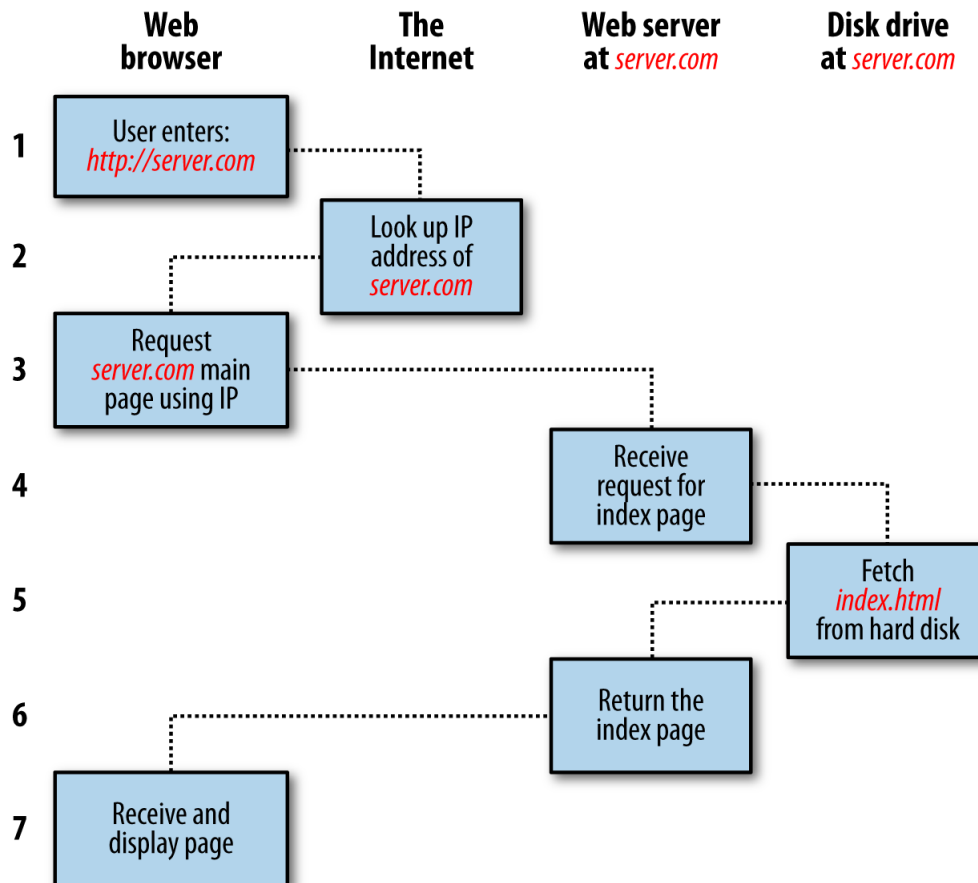 Web
browser
The
Internet
Web server
at server.com
Disk drive
at server.com
1
User enters:
http://server.com
2
Look up IP
address of
server.com
3
Request
server.com main
page using IP
4
Receive
request for
index page
5
Fetch
index.html
from hard disk
6
Return the
index page
7
Receive and
display page